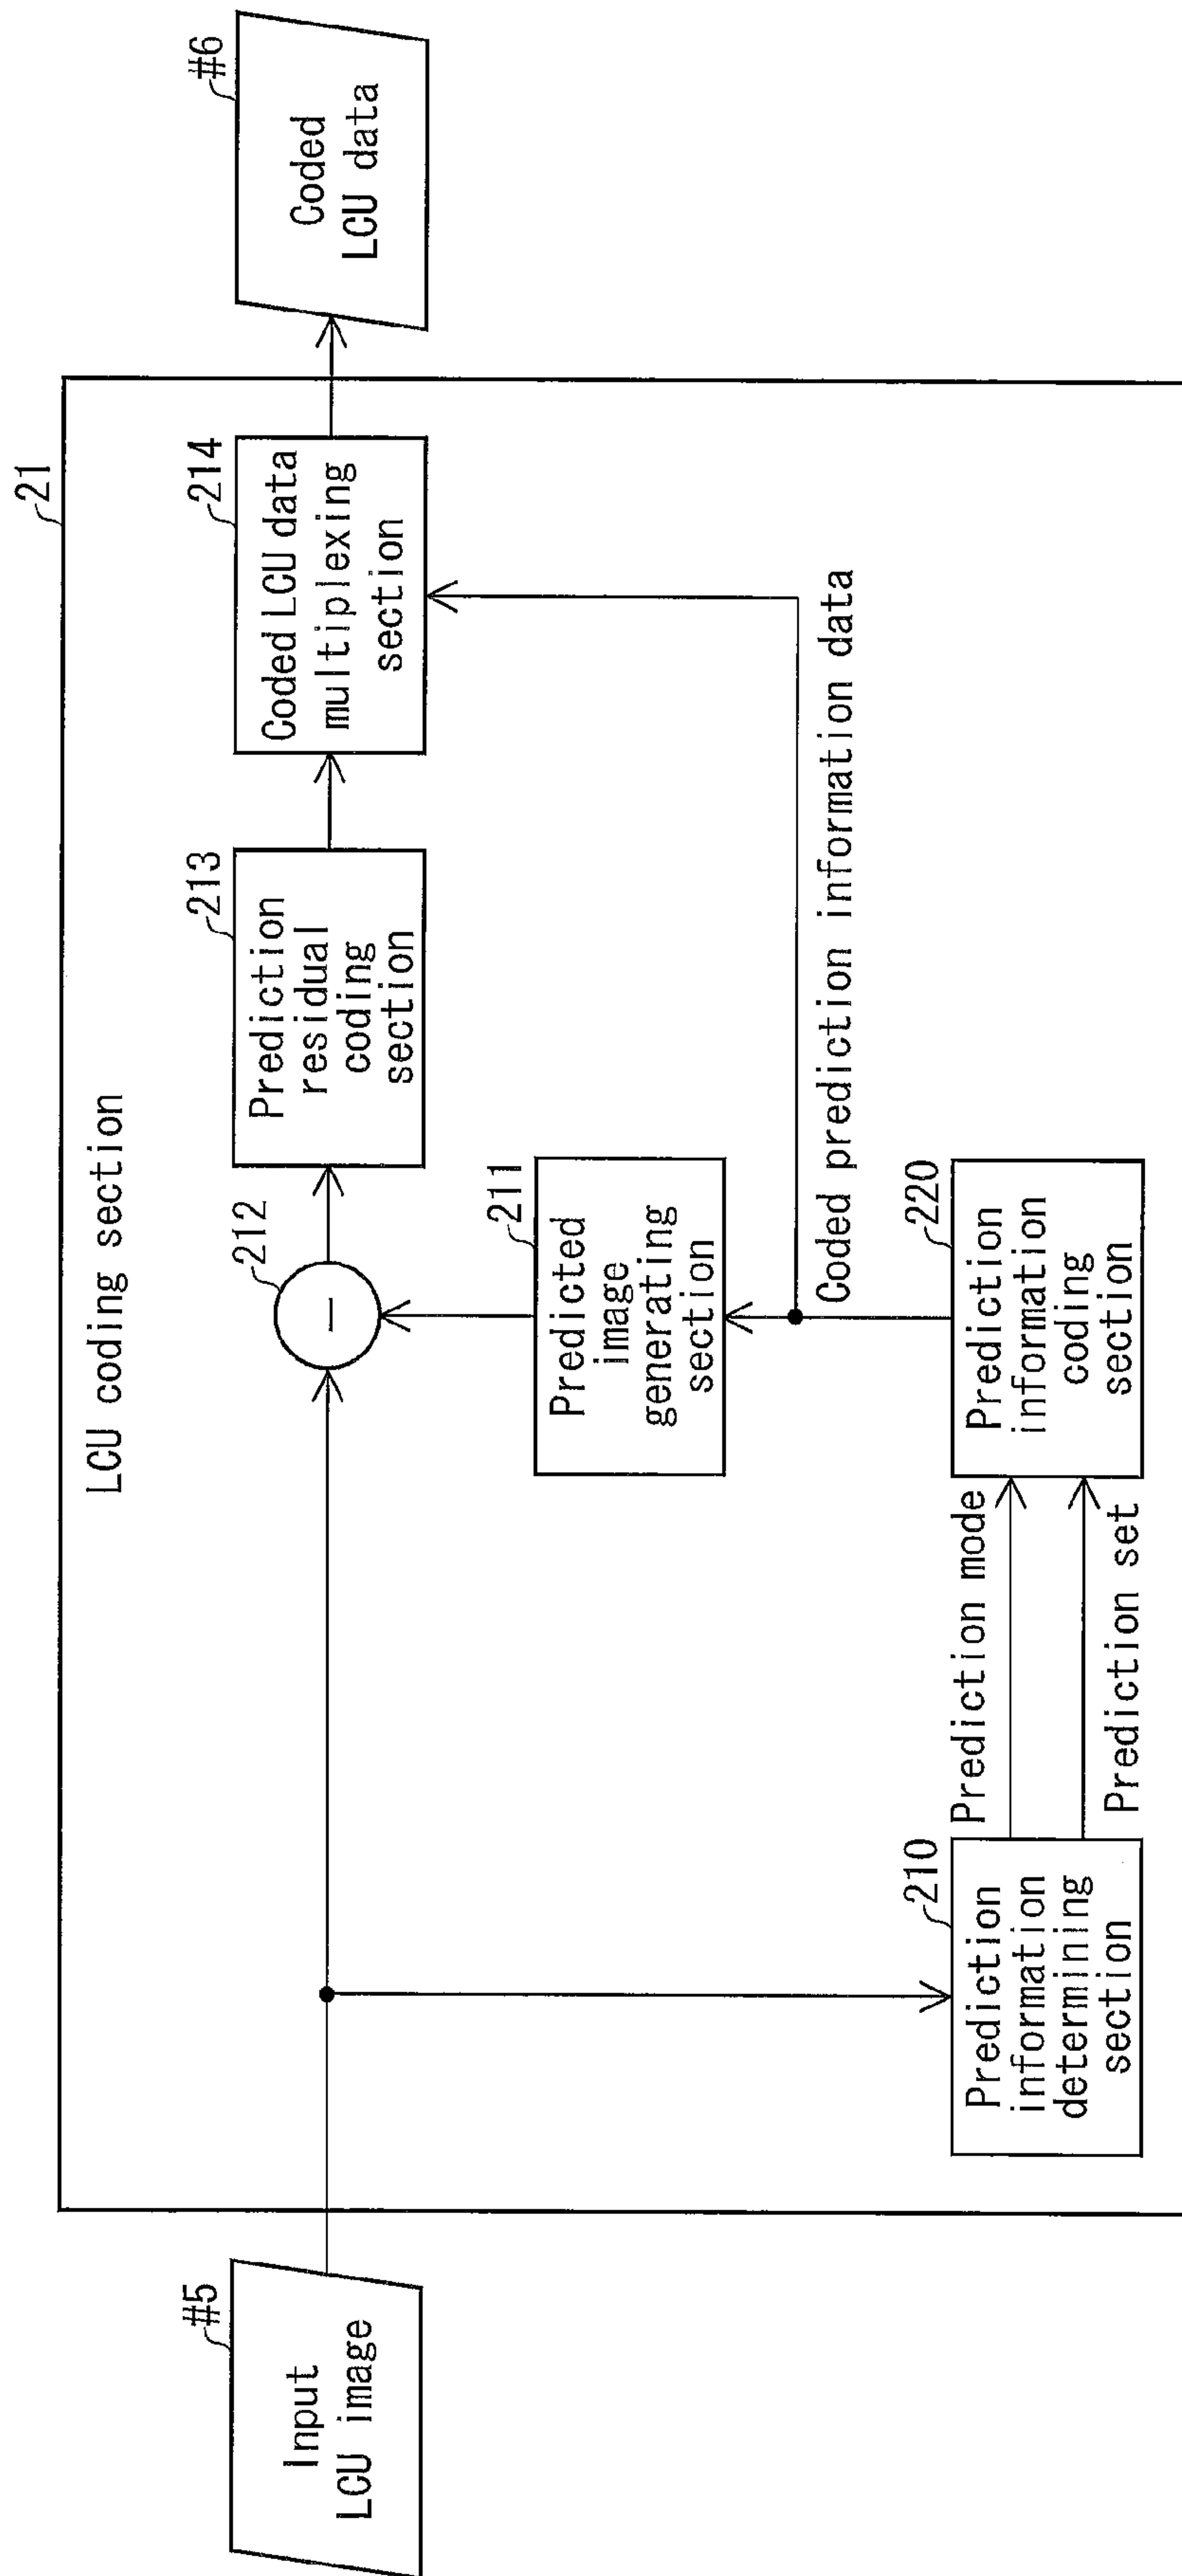 21
LCU coding section
#5
Input
LCU image
212
−
213
Prediction
residual
coding
section
214
Coded LCU data
multiplexing
section
#6
Coded
LCU data
211
Predicted
image
generating
section
Coded prediction information data
210
Prediction
information
determining
section
Prediction mode
Prediction set
220
Prediction
information
coding
section